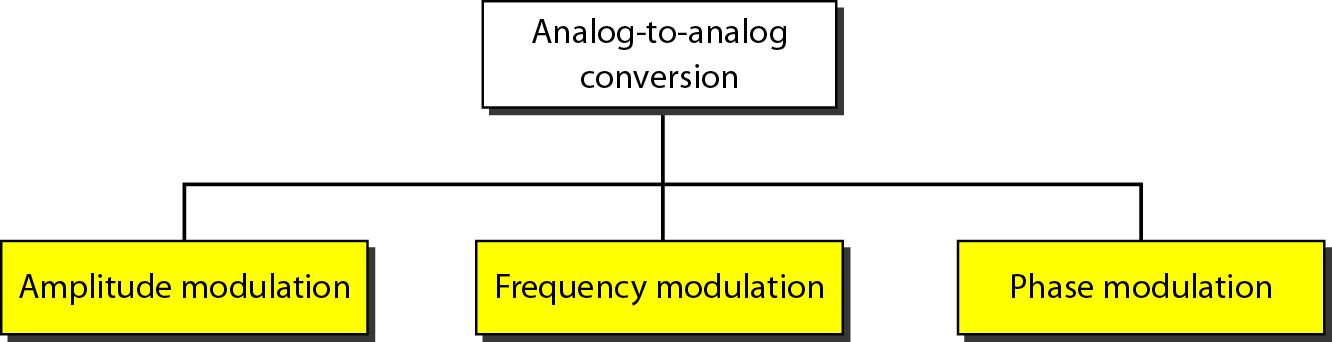 Analog-to-analog
conversion
Amplitude modulation
Frequency modulation
Phase modulation